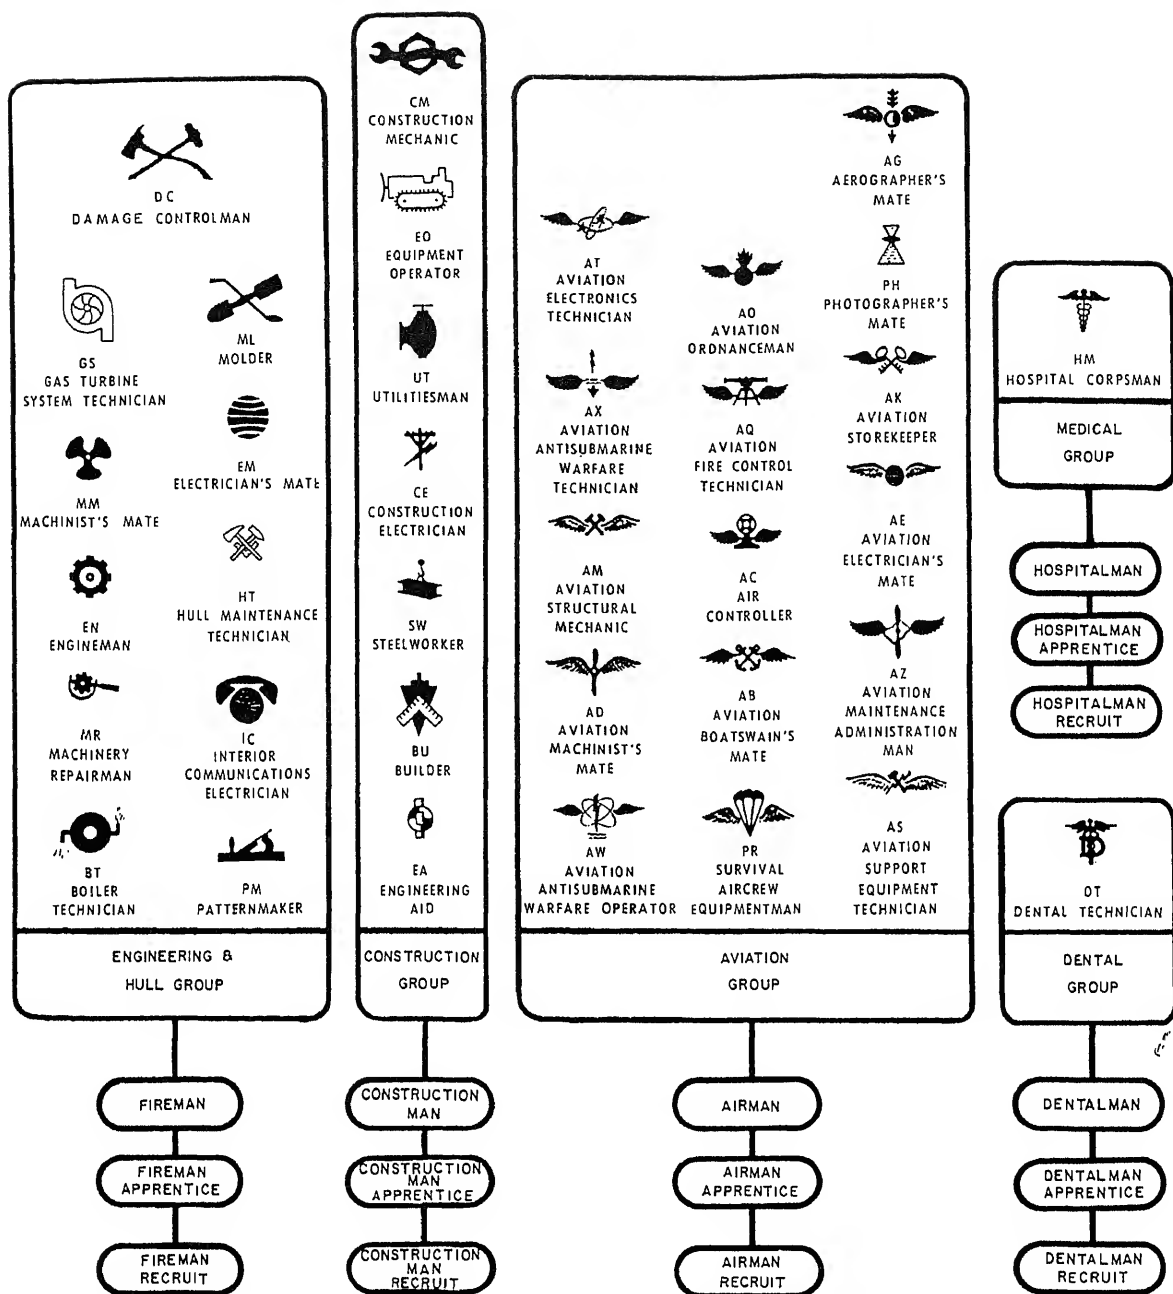 DC
DAMAGE CONTROLMAN
GS
GAS TURBINE
SYSTEM TECHNICIAN
MM
MACHINIST'S MATE
EN
ENGINEMAN
MR
MACHINERY
REPAIRMAN
BT
BOILER
TECHNICIAN
ML
MOLDER
EM
ELECTRICIAN'S MATE
HT
HULL MAINTENANCE
TECHNICIAN
IC
INTERIOR
COMMUNICATIONS
ELECTRICIAN
PM
PATTERNMAKER
ENGINEERING &
HULL GROUP
FIREMAN
FIREMAN
APPRENTICE
FIREMAN
RECRUIT
CM
CONSTRUCTION
MECHANIC
EO
EQUIPMENT
OPERATOR
UT
UTILITIESMAN
CE
CONSTRUCTION
ELECTRICIAN
SW
STEELWORKER
BU
BUILDER
EA
ENGINEERING
AID
CONSTRUCTION
GROUP
CONSTRUCTION
MAN
CONSTRUCTION
MAN
APPRENTICE
CONSTRUCTION
MAN
RECRUIT
AT
AVIATION
ELECTRONICS
TECHNICIAN
AX
AVIATION
ANTISUBMARINE
WARFARE
TECHNICIAN
AM
AVIATION
STRUCTURAL
MECHANIC
AD
AVIATION
MACHINIST'S
MATE
AW
AVIATION
ANTISUBMARINE
WARFARE OPERATOR
AO
AVIATION
ORDNANCEMAN
AQ
AVIATION
FIRE CONTROL
TECHNICIAN
AC
AIR
CONTROLLER
AB
AVIATION
BOATSWAIN'S
MATE
PR
SURVIVAL
AIRCREW
EQUIPMENTMAN
AG
AEROGRAPHER'S
MATE
PH
PHOTOGRAPHER'S
MATE
AK
AVIATION
STOREKEEPER
AE
AVIATION
ELECTRICIAN'S
MATE
AZ
AVIATION
MAINTENANCE
ADMINISTRATION
MAN
AS
AVIATION
SUPPORT
EQUIPMENT
TECHNICIAN
AVIATION
GROUP
AIRMAN
AIRMAN
APPRENTICE
AIRMAN
RECRUIT
HM
HOSPITAL CORPSMAN
MEDICAL
GROUP
HOSPITALMAN
HOSPITALMAN
APPRENTICE
HOSPITALMAN
RECRUIT
D
DT
DENTAL TECHNICIAN
DENTAL
GROUP
DENTALMAN
DENTALMAN
APPRENTICE
DENTALMAN
RECRUIT